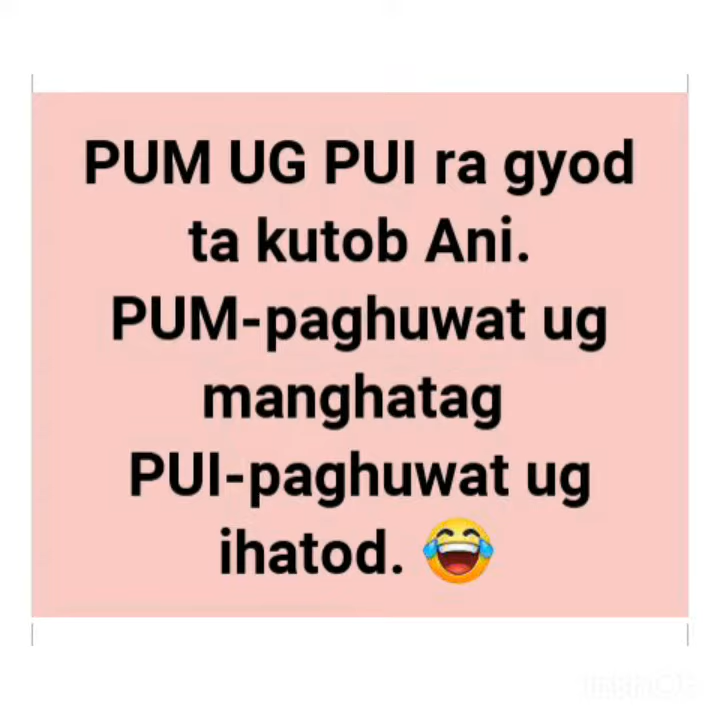 PUM UG PUI ra gyod
ta kutob Ani.
PUM-paghuwat ug
manghatag
PUI-paghuwat ug
ihatod. 😂